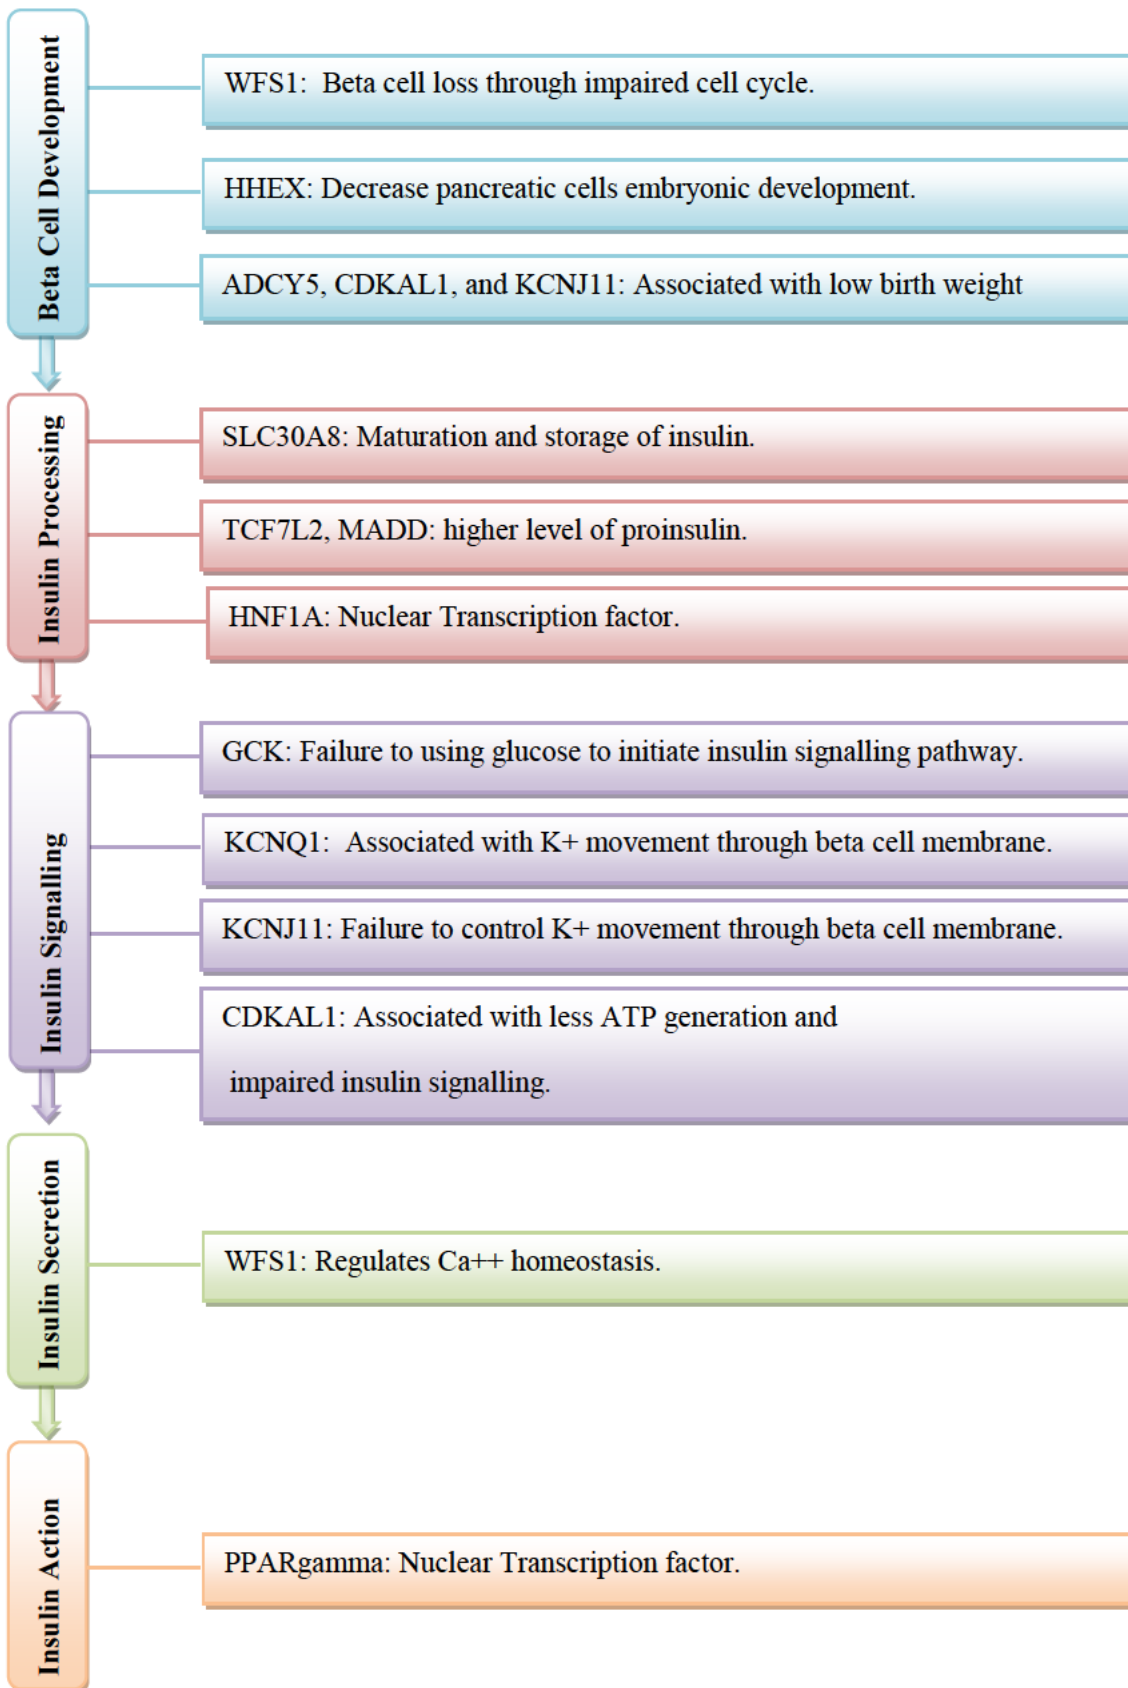 Beta Cell Development
WFS1:  Beta cell loss through impaired cell cycle.
HHEX: Decrease pancreatic cells embryonic development.
ADCY5, CDKAL1, and KCNJ11: Associated with low birth weight
Insulin Processing
SLC30A8: Maturation and storage of insulin.
TCF7L2, MADD: higher level of proinsulin.
HNF1A: Nuclear Transcription factor.
Insulin Signalling
GCK: Failure to using glucose to initiate insulin signalling pathway.
KCNQ1:  Associated with K+ movement through beta cell membrane.
KCNJ11: Failure to control K+ movement through beta cell membrane.
CDKAL1: Associated with less ATP generation and
impaired insulin signalling.
Insulin Secretion
WFS1: Regulates Ca++ homeostasis.
Insulin Action
PPARgamma: Nuclear Transcription factor.